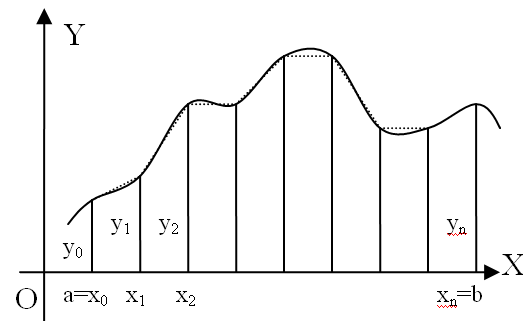 Y
y₁ y₂ yₙ
y₀
X
O a=x₀ x₁ x₂ xₙ=b